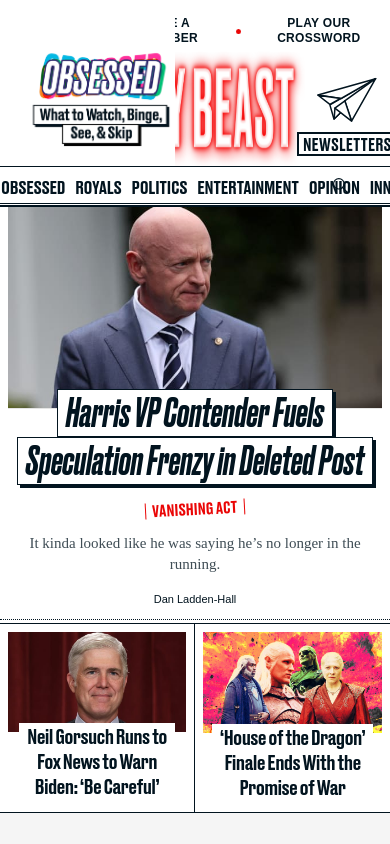 E A
BER
PLAY OUR
CROSSWORD
OBSESSED
What to Watch, Binge,
See, & Skip
Y BEAST
NEWSLETTERS
OBSESSED ROYALS POLITICS ENTERTAINMENT OPINION INN
Harris VP Contender Fuels
Speculation Frenzy in Deleted Post
VANISHING ACT
It kinda looked like he was saying he’s no longer in the
running.
Dan Ladden-Hall
Neil Gorsuch Runs to
Fox News to Warn
Biden: ‘Be Careful’
‘House of the Dragon’
Finale Ends With the
Promise of War